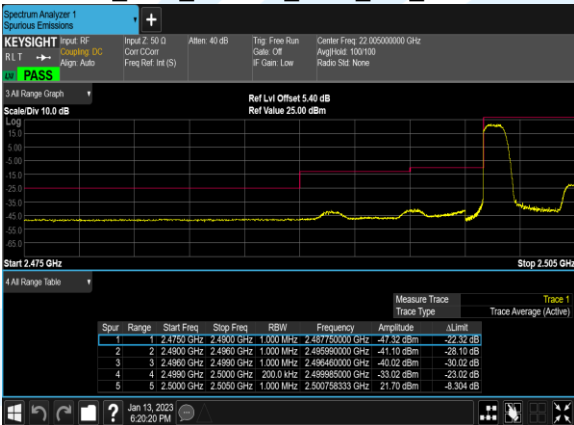 Spectrum Analyzer 1
Spurious Emissions
KEYSIGHT Input: RF
R L T Coupling: DC
Align: Auto
Input Z: 50 Ω
Corr CCorr
Freq Ref: Int (S)
Atten: 40 dB
Trig: Free Run
Gate: Off
IF Gain: Low
Center Freq: 22.005000000 GHz
Avg|Hold: 100/100
Radio Std: None
PASS
3 All Range Graph
Scale/Div 10.0 dB
Ref Lvl Offset 5.40 dB
Ref Value 25.00 dBm
Log
15.0
5.00
-5.00
-15.0
-25.0
-35.0
-45.0
-55.0
-65.0
Start 2.475 GHz
Stop 2.505 GHz
4 All Range Table
Measure Trace Trace 1
Trace Type Trace Average (Active)
Spur Range Start Freq Stop Freq RBW Frequency Amplitude ΔLimit
1 1 2.4750 GHz 2.4900 GHz 1.000 MHz 2.487750000 GHz -47.32 dBm -22.32 dB
2 2 2.4900 GHz 2.4960 GHz 1.000 MHz 2.495990000 GHz -41.10 dBm -28.10 dB
3 3 2.4960 GHz 2.4990 GHz 1.000 MHz 2.496460000 GHz -40.02 dBm -30.02 dB
4 4 2.4990 GHz 2.5000 GHz 200.0 kHz 2.499985000 GHz -33.02 dBm -23.02 dB
5 5 2.5000 GHz 2.5050 GHz 1.000 MHz 2.500758333 GHz 21.70 dBm -8.304 dB
?
Jan 13, 2023
6:20:20 PM